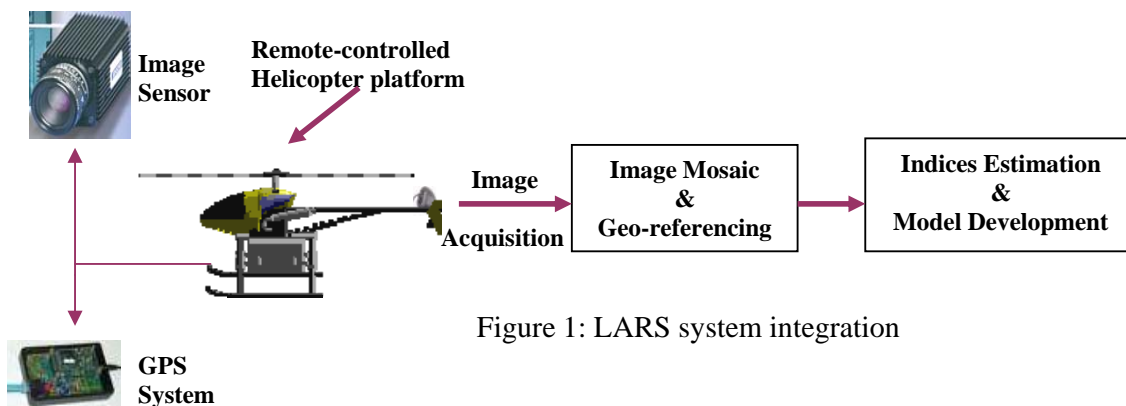 Image
Sensor
Remote-controlled
Helicopter platform
Image
Acquisition
Image Mosaic
&
Geo-referencing
Indices Estimation
&
Model Development
Figure 1: LARS system integration
GPS
System